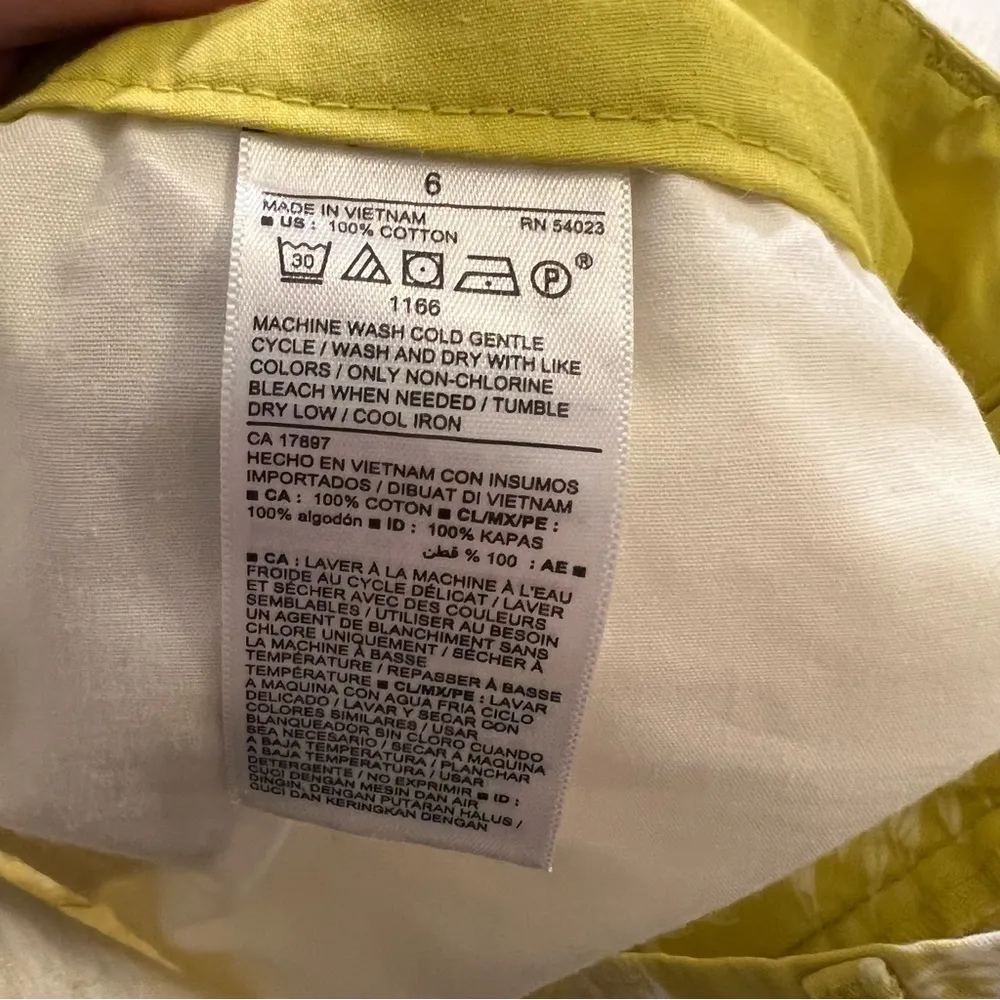 6
MADE IN VIETNAM RN 54023
■ US : 100% COTTON
30 P ®
1166
MACHINE WASH COLD GENTLE
CYCLE / WASH AND DRY WITH LIKE
COLORS / ONLY NON-CHLORINE
BLEACH WHEN NEEDED / TUMBLE
DRY LOW / COOL IRON
CA 17897
HECHO EN VIETNAM CON INSUMOS
IMPORTADOS / DIBUAT DI VIETNAM
■ CA : 100% COTON ■ CL/MX/PE :
100% algodón ■ ID : 100% KAPAS
■ AE : 100 % قطن
■ CA : LAVER À LA MACHINE À L'EAU
FROIDE AU CYCLE DÉLICAT / LAVER
ET SÉCHER AVEC DES COULEURS
SEMBLABLES / UTILISER AU BESOIN
UN AGENT DE BLANCHIMENT SANS
CHLORE UNIQUEMENT / SÉCHER À
LA MACHINE À BASSE
TEMPÉRATURE / REPASSER À BASSE
TEMPÉRATURE ■ CL/MX/PE : LAVAR
A MAQUINA CON AGUA FRIA CICLO
DELICADO / LAVAR Y SECAR CON
COLORES SIMILARES / USAR
BLANQUEADOR SIN CLORO CUANDO
SEA NECESARIO / SECAR A MAQUINA
A BAJA TEMPERATURA / PLANCHAR
A BAJA TEMPERATURA / USAR
DETERGENTE / NO EXPRIMIR ■ ID :
CUCI DENGAN MESIN DAN AIR
DINGIN, DENGAN PUTARAN HALUS /
CUCI DAN KERINGKAN DENGAN